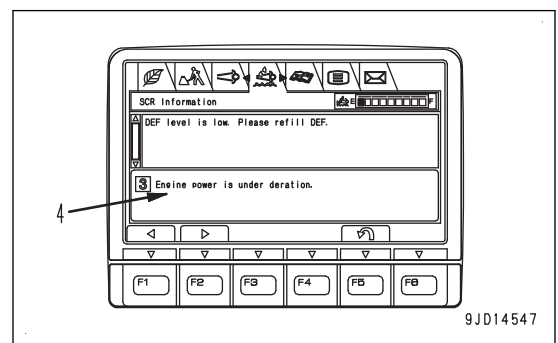 SCR Information
E F
DEF level is low. Please refill DEF.
3 Engine power is under deration.
4
F1 F2 F3 F4 F5 F6
9JD14547